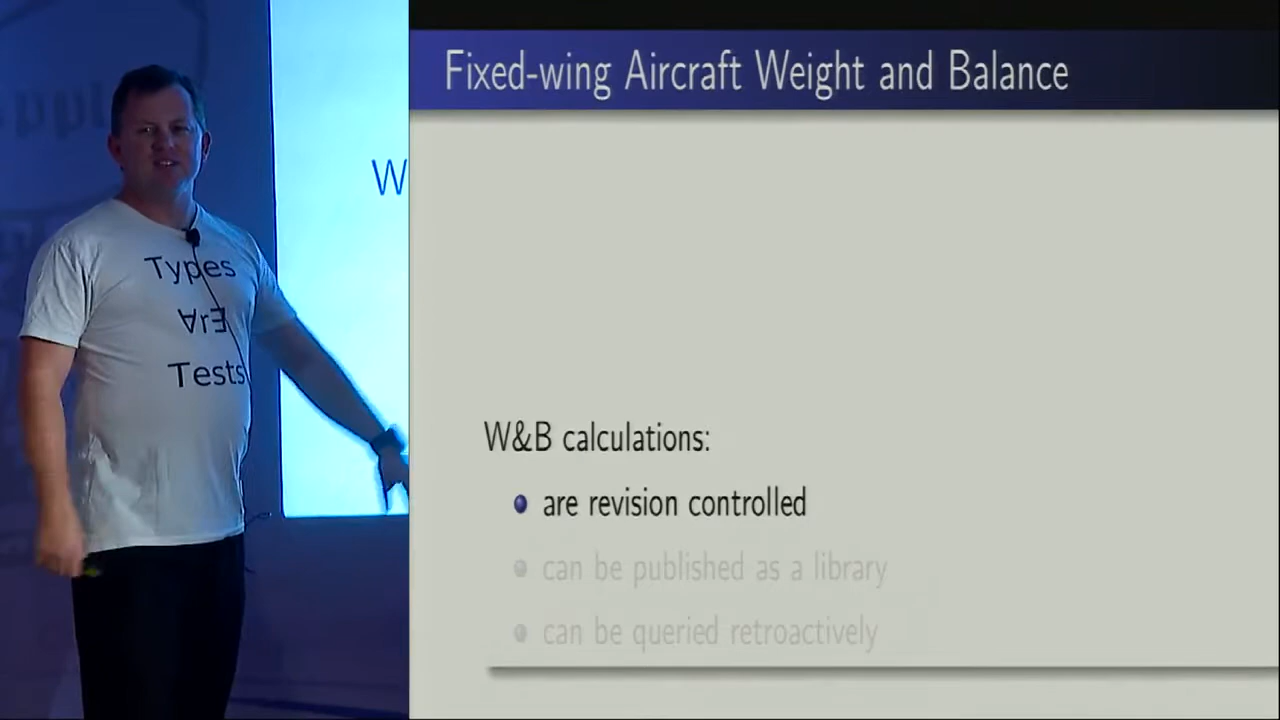 Fixed-wing Aircraft Weight and Balance
W
Types
∀rƎ
Tests
W&B calculations:
are revision controlled
can be published as a library
can be queried retroactively